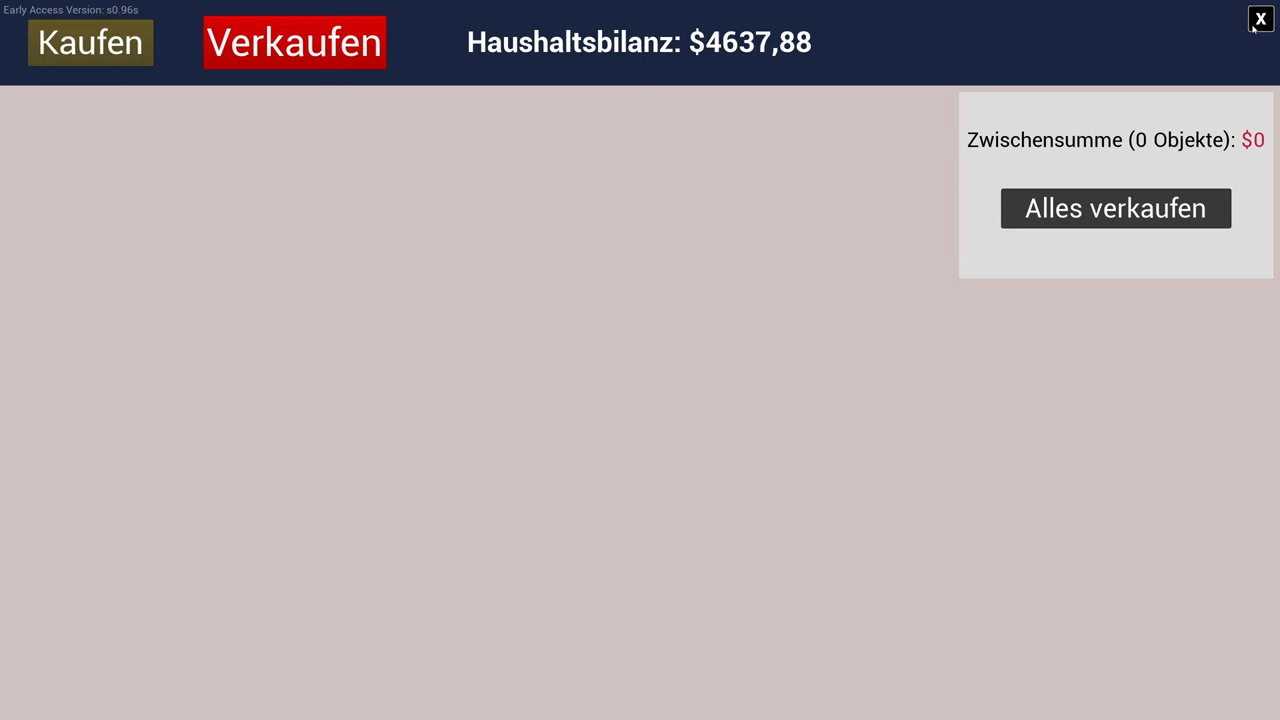 Early Access Version: s0.96s
Kaufen
Verkaufen
Haushaltsbilanz: $4637,88
X
Zwischensumme (0 Objekte): $0
Alles verkaufen